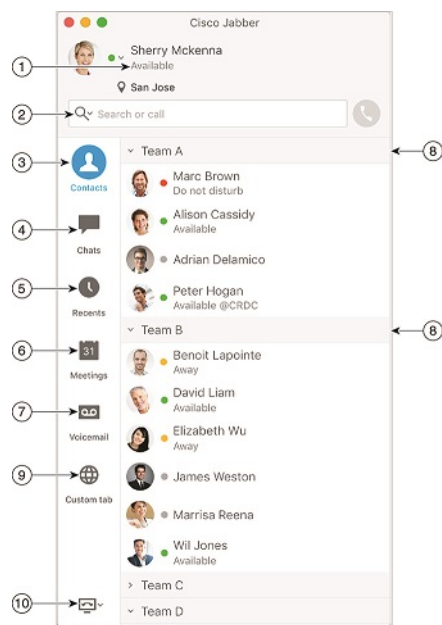 Cisco Jabber
Sherry Mckenna
1
Available
San Jose
2
Search or call
3
Contacts
Team A
8
Marc Brown
Do not disturb
4
Chats
Alison Cassidy
Available
Adrian Delamico
5
Recents
Peter Hogan
Available @CRDC
Team B
8
6
31
Meetings
Benoit Lapointe
Away
David Liam
Available
7
Voicemail
Elizabeth Wu
Away
9
Custom tab
James Weston
Marrisa Reena
Wil Jones
Available
Team C
10
Team D